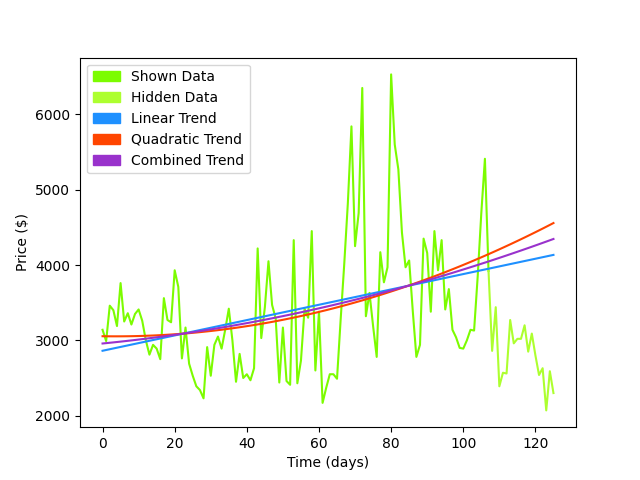 Shown Data
Hidden Data
Linear Trend
Quadratic Trend
Combined Trend
Price ($)
6000
5000
4000
3000
2000
0 20 40 60 80 100 120
Time (days)